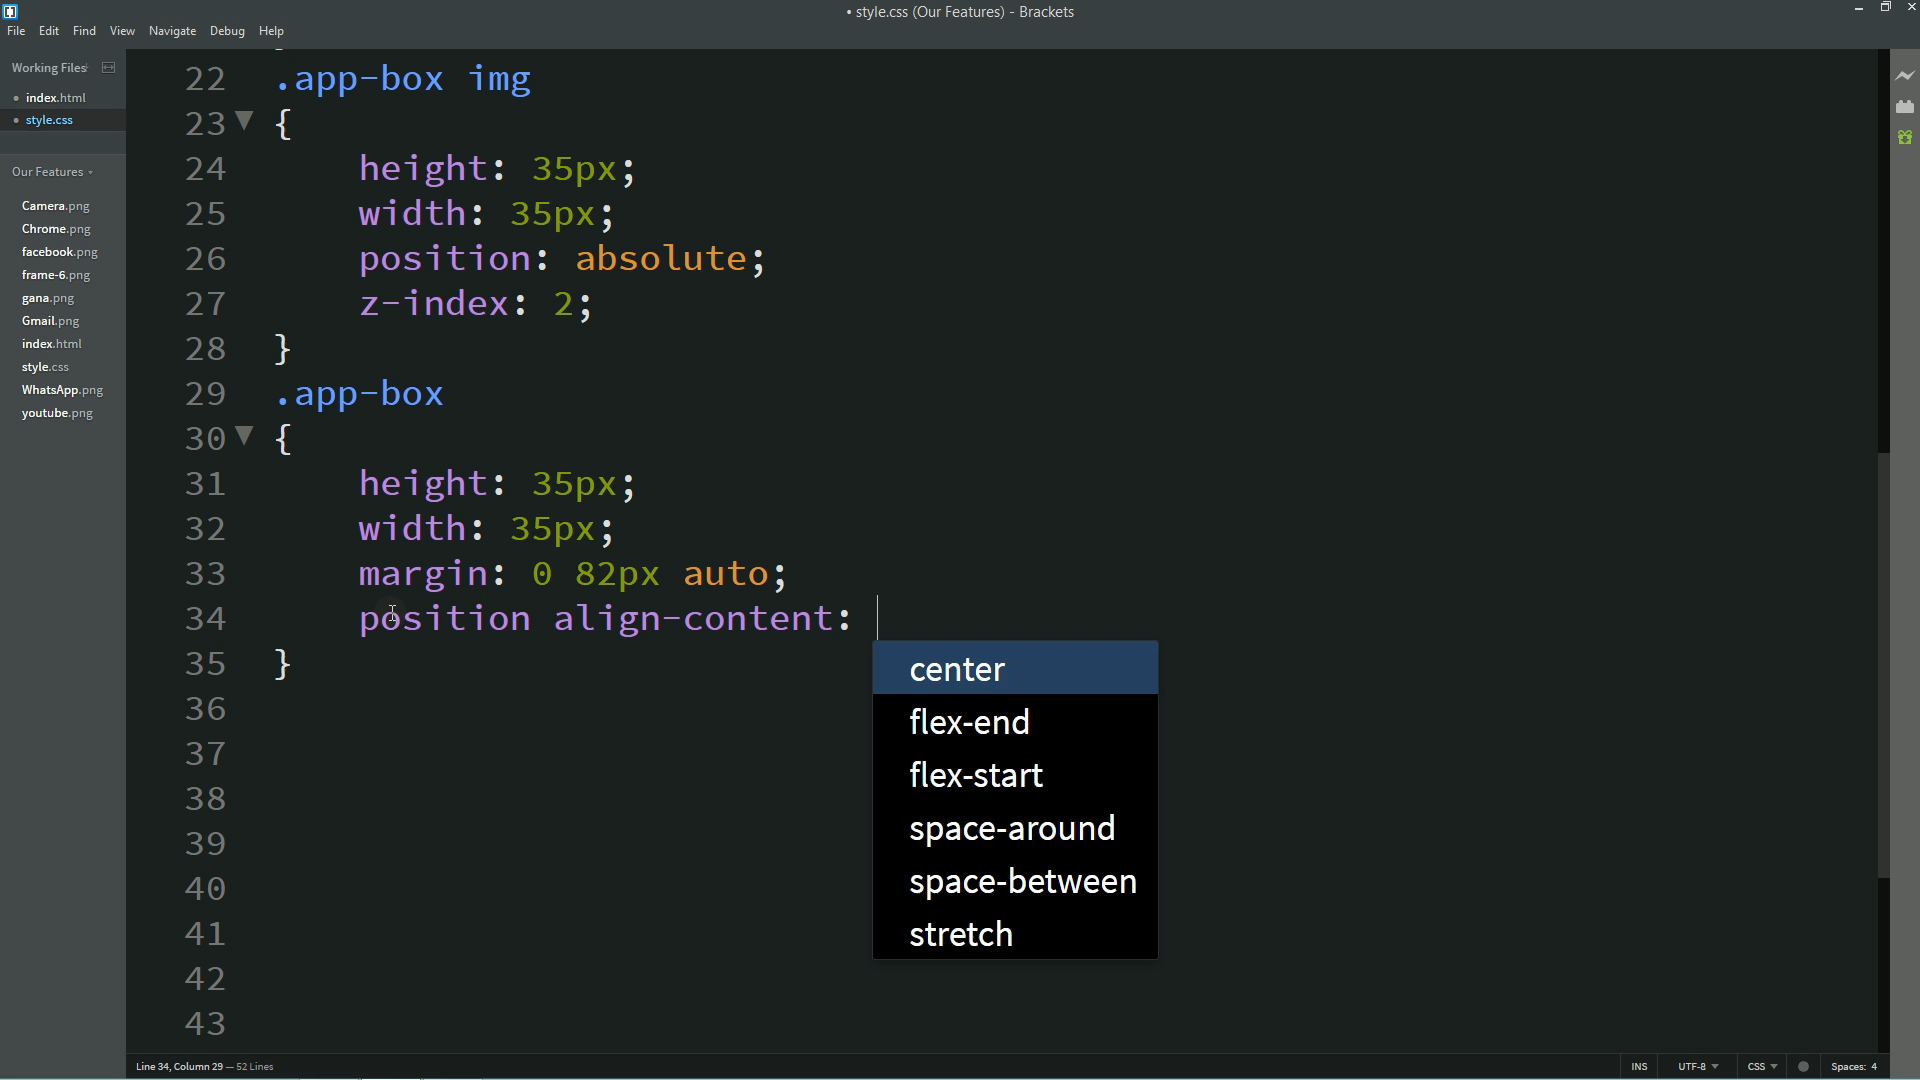 • style.css (Our Features) - Brackets
File Edit Find View Navigate Debug Help
Working Files
• index.html
• style.css
Our Features
Camera.png
Chrome.png
facebook.png
frame-6.png
gana.png
Gmail.png
index.html
style.css
WhatsApp.png
youtube.png
22 .app-box img
23 {
24 height: 35px;
25 width: 35px;
26 position: absolute;
27 z-index: 2;
28 }
29 .app-box
30 {
31 height: 35px;
32 width: 35px;
33 margin: 0 82px auto;
34 position align-content:
35 }
36
37
38
39
40
41
42
43
center
flex-end
flex-start
space-around
space-between
stretch
Line 34, Column 29 — 52 Lines
INS UTF-8 CSS Spaces: 4